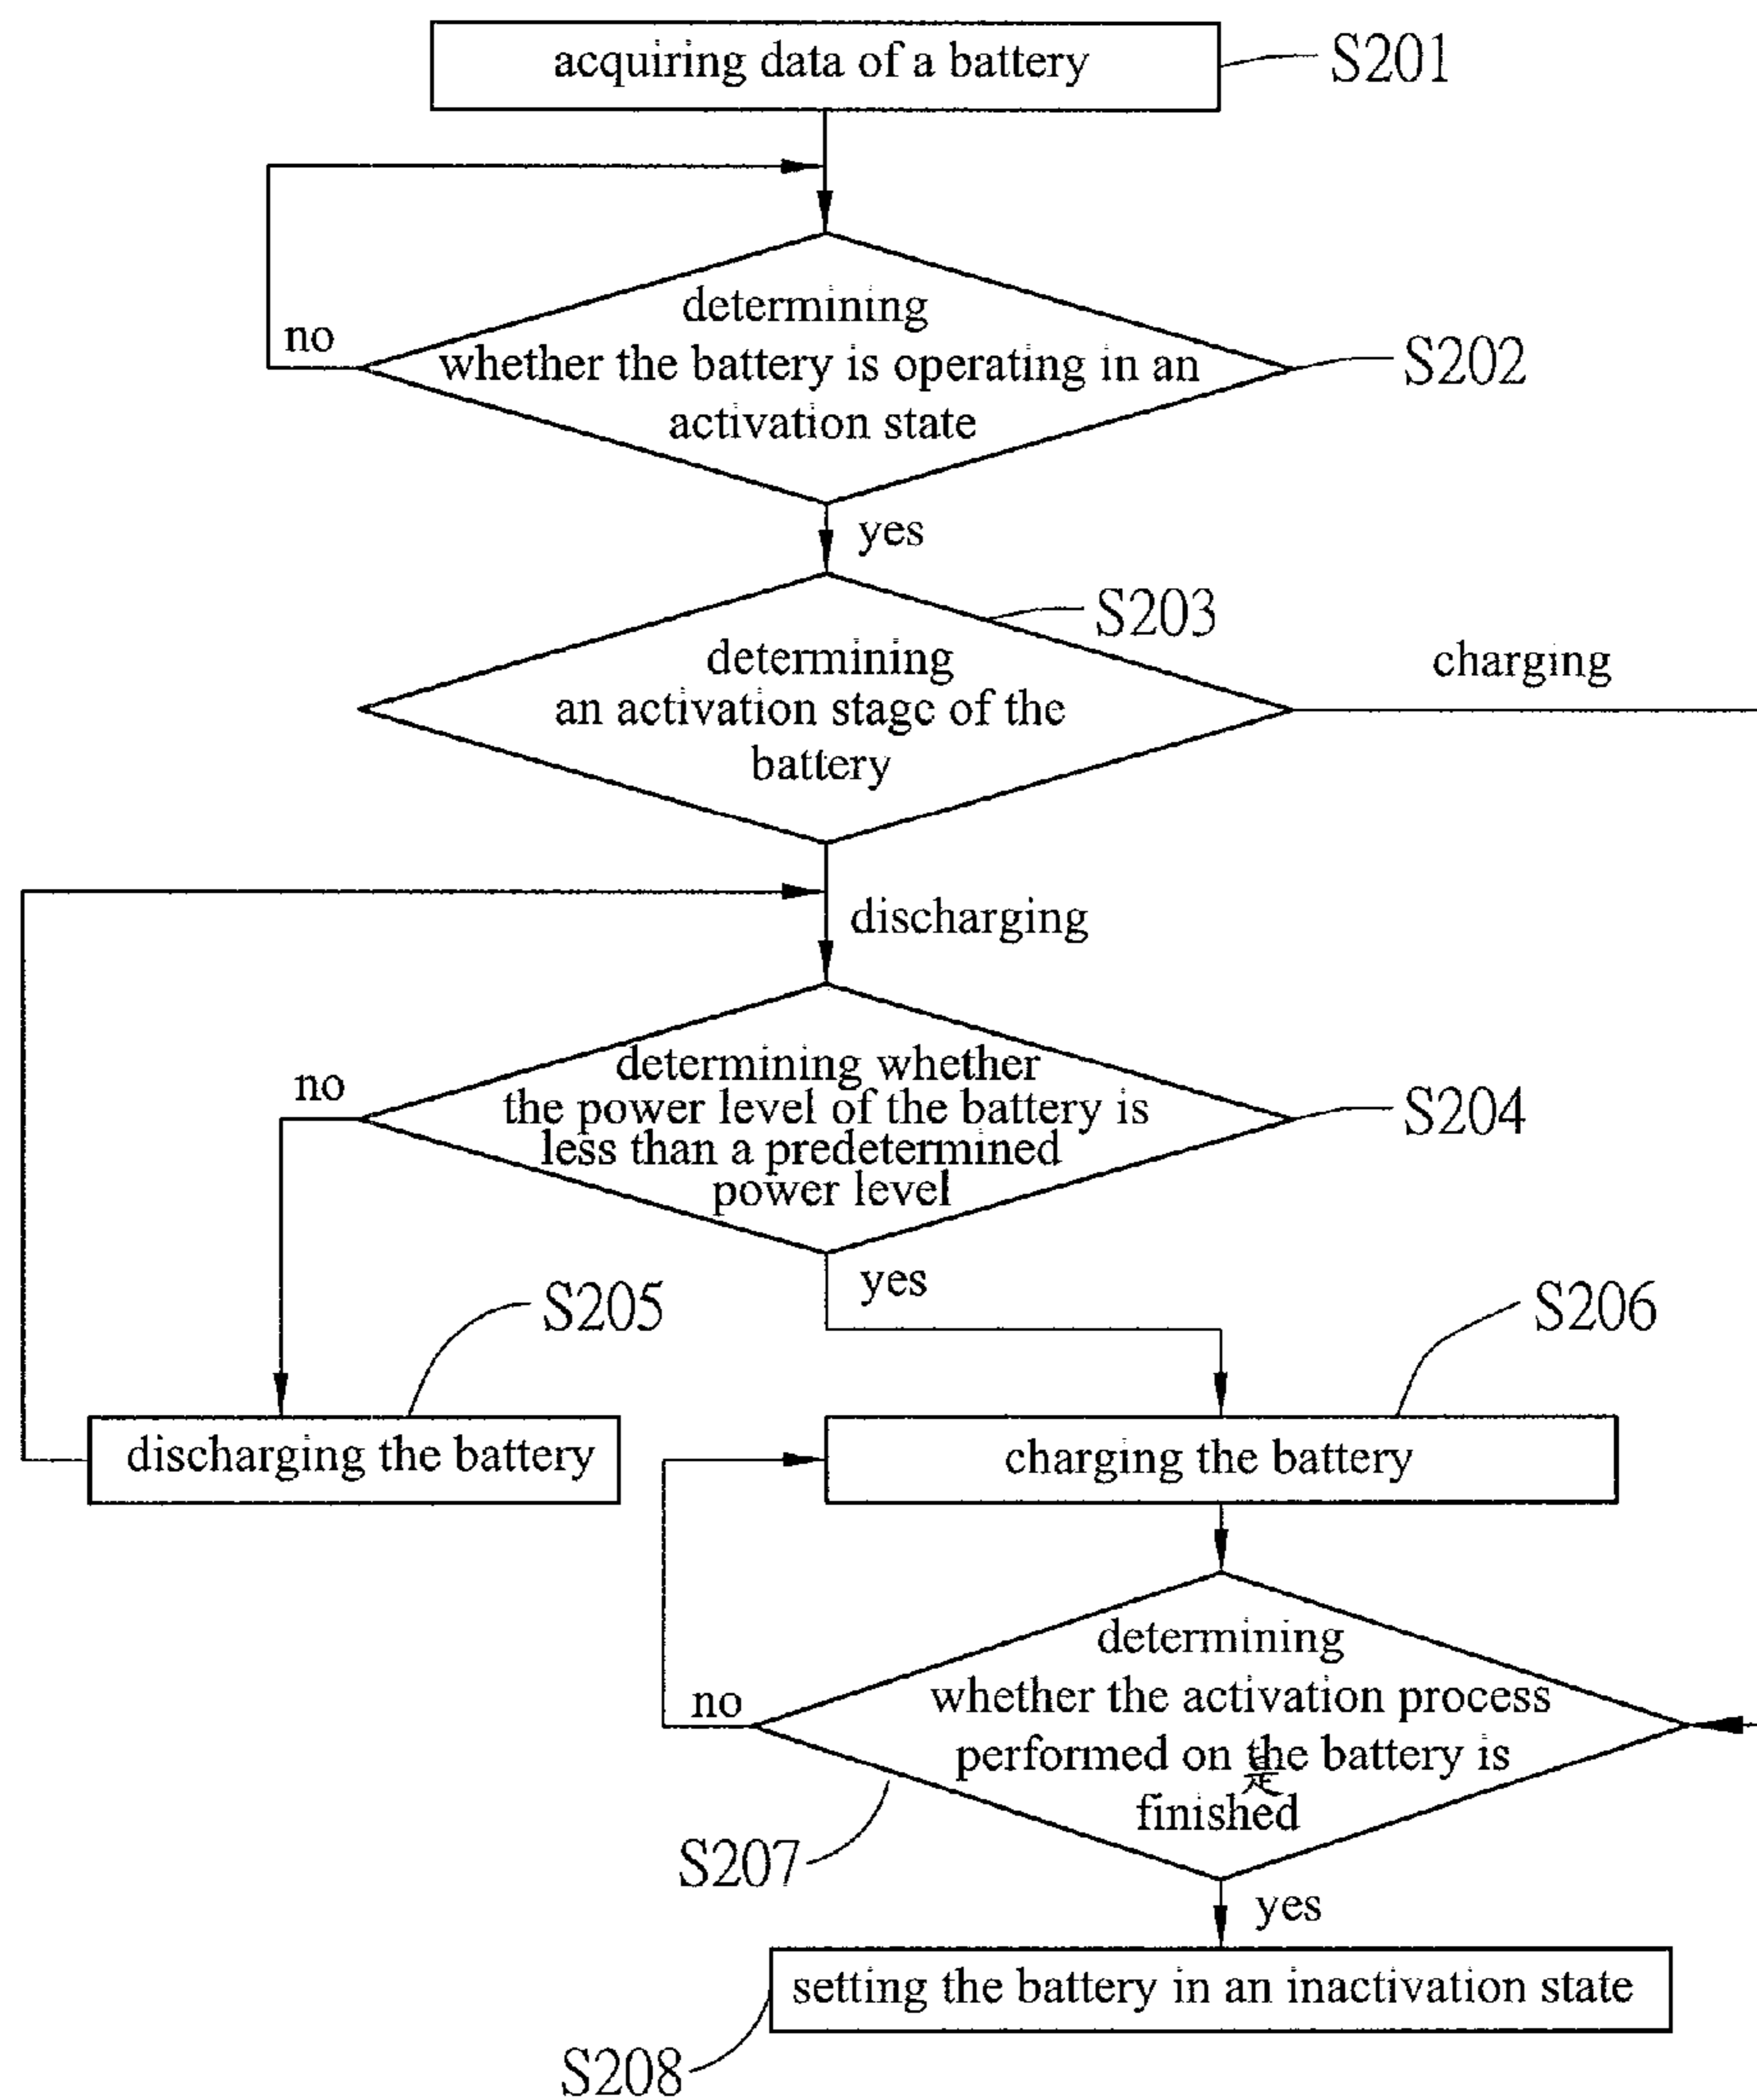 acquiring data of a battery
S201
no
determining
whether the battery is operating in an
activation state
S202
yes
S203
determining
an activation stage of the
battery
charging
discharging
no
determining whether
the power level of the battery is
less than a predetermined
power level
S204
yes
S205
S206
discharging the battery
charging the battery
no
determining
whether the activation process
performed on the battery is
是
finished
S207
yes
setting the battery in an inactivation state
S208